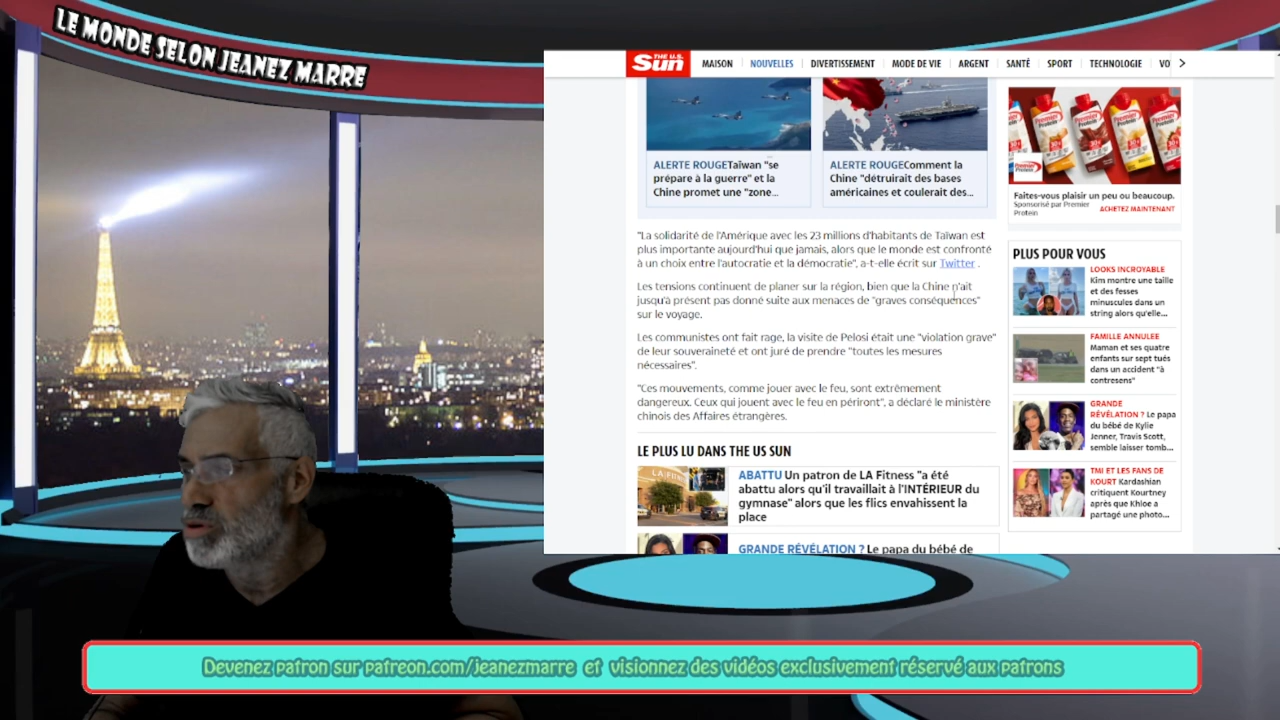 LE MONDE SELON JEANEZ MARRE
THE U.S. Sun
MAISON NOUVELLES DIVERTISSEMENT MODE DE VIE ARGENT SANTÉ SPORT TECHNOLOGIE VO
ALERTE ROUGETaïwan "se
prépare à la guerre" et la
Chine promet une "zone...
ALERTE ROUGEComment la
Chine "détruirait des bases
américaines et coulerait des...
"La solidarité de l'Amérique avec les 23 millions d'habitants de Taïwan est
plus importante aujourd'hui que jamais, alors que le monde est confronté
à un choix entre l'autocratie et la démocratie", a-t-elle écrit sur Twitter .
Les tensions continuent de planer sur la région, bien que la Chine n'ait
jusqu'à présent pas donné suite aux menaces de "graves conséquences"
sur le voyage.
Les communistes ont fait rage, la visite de Pelosi était une "violation grave"
de leur souveraineté et ont juré de prendre "toutes les mesures
nécessaires".
"Ces mouvements, comme jouer avec le feu, sont extrêmement
dangereux. Ceux qui jouent avec le feu en périront", a déclaré le ministère
chinois des Affaires étrangères.
LE PLUS LU DANS THE US SUN
ABATTU Un patron de LA Fitness "a été
abattu alors qu'il travaillait à l'INTÉRIEUR du
gymnase" alors que les flics envahissent la
place
GRANDE RÉVÉLATION ? Le papa du bébé de
Premier Protein
Faites-vous plaisir un peu ou beaucoup.
Sponsorisé par Premier
Protein
ACHETEZ MAINTENANT
PLUS POUR VOUS
LOOKS INCROYABLE
Kim montre une taille
et des fesses
minuscules dans un
string alors qu'elle...
FAMILLE ANNULEE
Maman et ses quatre
enfants sur sept tués
dans un accident "à
contresens"
GRANDE
RÉVÉLATION ? Le papa
du bébé de Kylie
Jenner, Travis Scott,
semble laisser tomb...
TMI ET LES FANS DE
KOURT Kardashian
critiquent Kourtney
après que Khloe a
partagé une photo...
Devenez patron sur patreon.com/jeanezmarre et visionnez des vidéos exclusivement réservé aux patrons